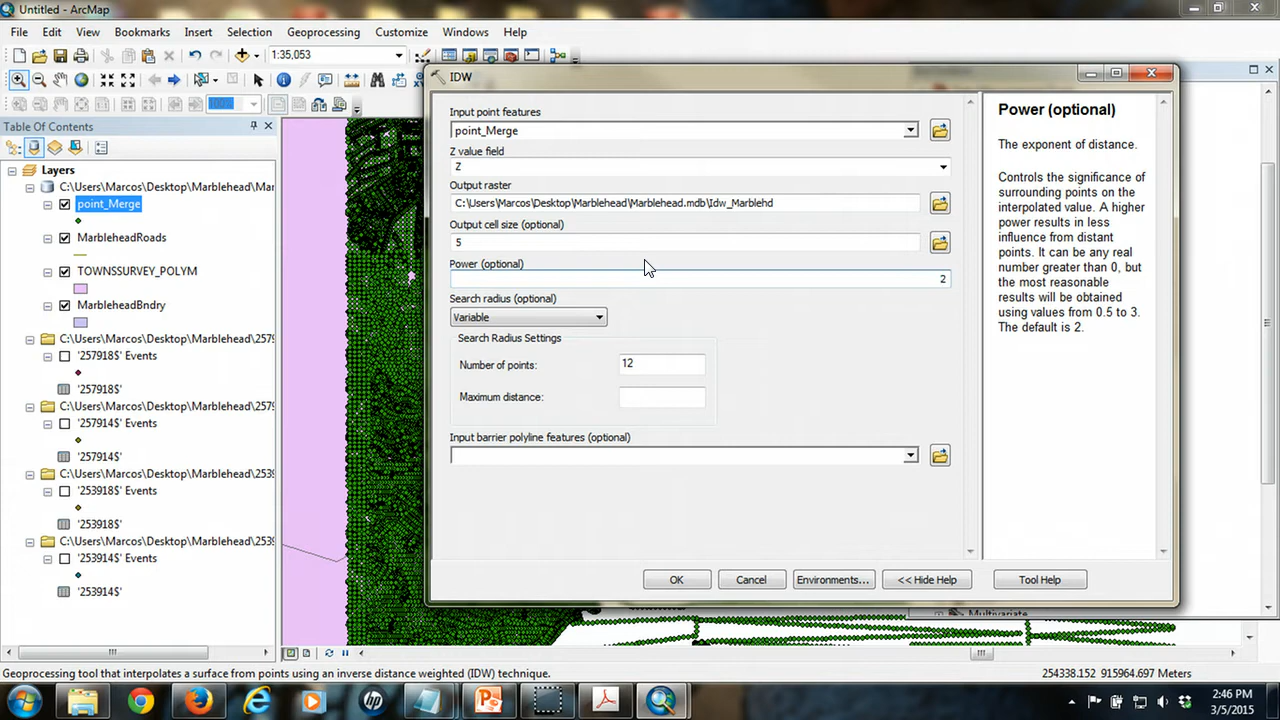 Untitled - ArcMap
File Edit View Bookmarks Insert Selection Geoprocessing Customize Windows Help
1:35,053
100%
Table Of Contents
Layers
C:\Users\Marcos\Desktop\Marblehead\Mar
point_Merge
MarbleheadRoads
TOWNSSURVEY_POLYM
MarbleheadBndry
C:\Users\Marcos\Desktop\Marblehead\257
'257918$' Events
'257918$'
C:\Users\Marcos\Desktop\Marblehead\257
'257914$' Events
'257914$'
C:\Users\Marcos\Desktop\Marblehead\253
'253918$' Events
'253918$'
C:\Users\Marcos\Desktop\Marblehead\253
'253914$' Events
'253914$'
IDW
Input point features
point_Merge
Z value field
Z
Output raster
C:\Users\Marcos\Desktop\Marblehead\Marblehead.mdb\Idw_Marblehd
Output cell size (optional)
5
Power (optional)
2
Search radius (optional)
Variable
Search Radius Settings
Number of points:
12
Maximum distance:
Input barrier polyline features (optional)
OK
Cancel
Environments...
<< Hide Help
Tool Help
Power (optional)
The exponent of distance.
Controls the significance of
surrounding points on the
interpolated value. A higher
power results in less
influence from distant
points. It can be any real
number greater than 0, but
the most reasonable
results will be obtained
using values from 0.5 to 3.
The default is 2.
Multivariate
Geoprocessing tool that interpolates a surface from points using an inverse distance weighted (IDW) technique.
254338.152 915964.697 Meters
2:46 PM
3/5/2015